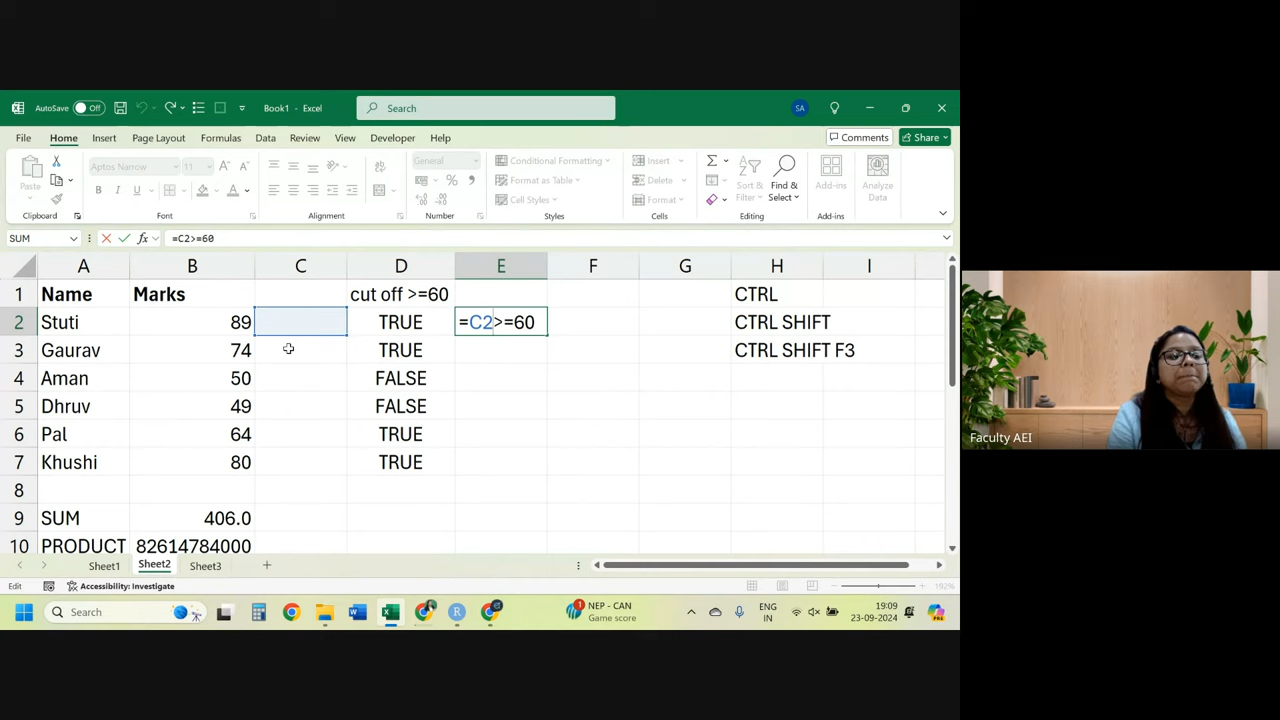 AutoSave Off Book1 - Excel Search SA
File Home Insert Page Layout Formulas Data Review View Developer Help Comments Share
Paste
Clipboard
Aptos Narrow 11
B I U
Font
Alignment
General
Number
Conditional Formatting
Format as Table
Cell Styles
Styles
Insert
Delete
Format
Cells
Sort & Filter
Find & Select
Editing
Add-ins
Add-ins
Analyze Data
SUM fx =C2>=60
A B C D E F G H I
1 Name Marks cut off >=60 CTRL
2 Stuti 89 TRUE =C2>=60 CTRL SHIFT
3 Gaurav 74 TRUE CTRL SHIFT F3
4 Aman 50 FALSE
5 Dhruv 49 FALSE
6 Pal 64 TRUE
7 Khushi 80 TRUE
8
9 SUM 406.0
10 PRODUCT 82614784000
Sheet1 Sheet2 Sheet3
Edit Accessibility: Investigate 192%
Search
NEP - CAN
Game score
ENG
IN
19:09
23-09-2024
Faculty AEI